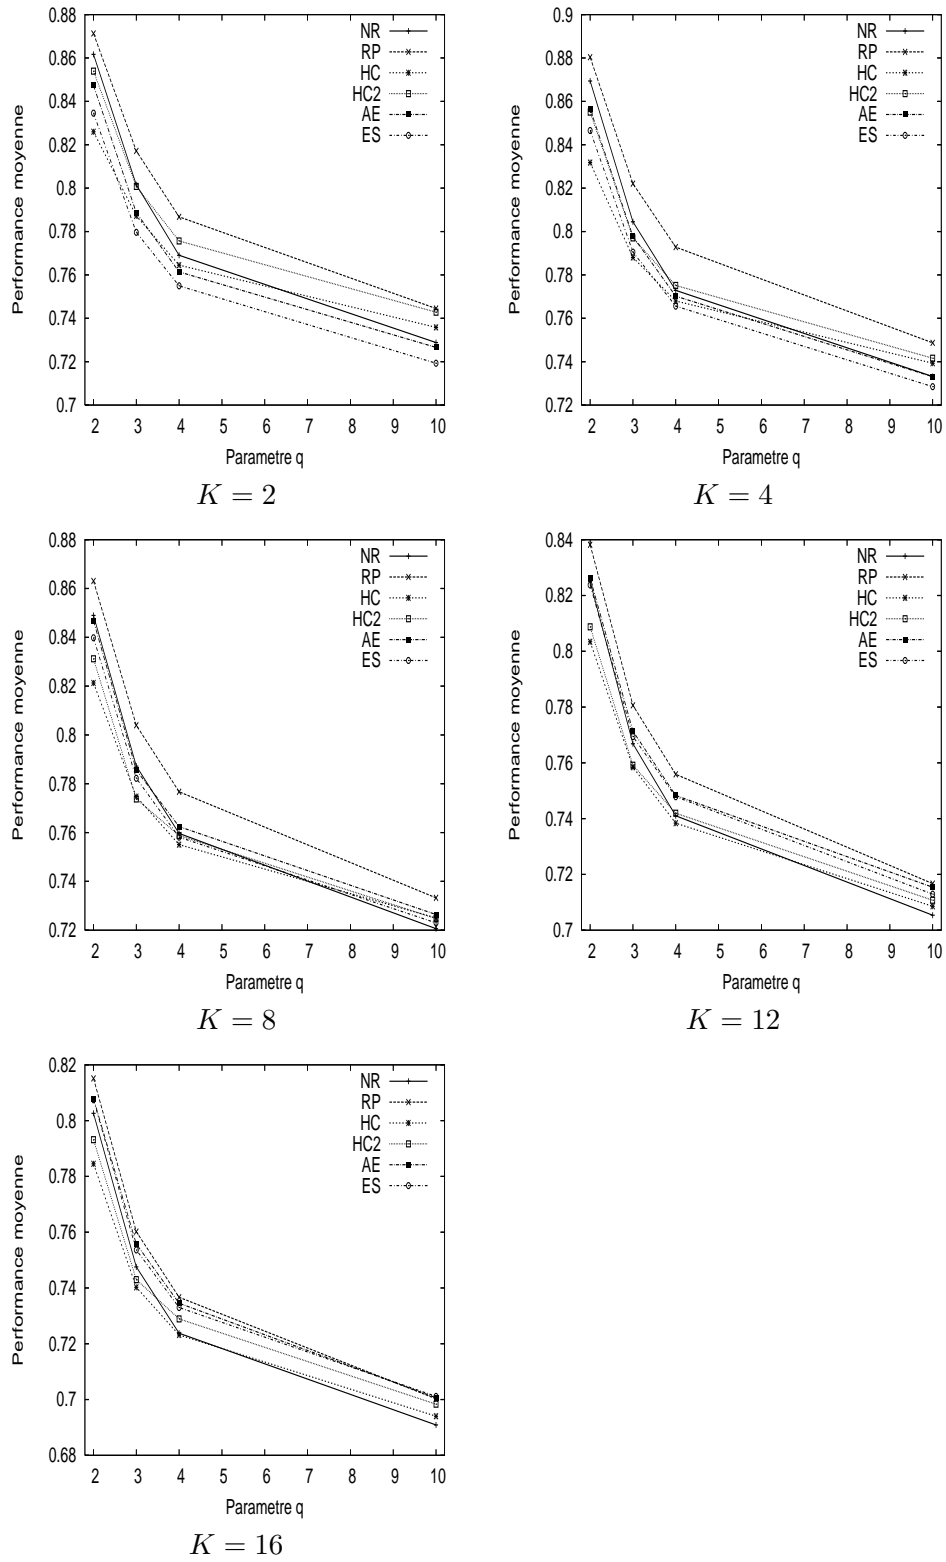 0.88
0.86
0.84
0.82
0.8
0.78
0.76
0.74
0.72
0.7
Performance moyenne
NR
RP
HC
HC2
AE
ES
2 3 4 5 6 7 8 9 10
Parametre q
K = 2
0.9
0.88
0.86
0.84
0.82
0.8
0.78
0.76
0.74
0.72
Performance moyenne
NR
RP
HC
HC2
AE
ES
2 3 4 5 6 7 8 9 10
Parametre q
K = 4
0.88
0.86
0.84
0.82
0.8
0.78
0.76
0.74
0.72
Performance moyenne
NR
RP
HC
HC2
AE
ES
2 3 4 5 6 7 8 9 10
Parametre q
K = 8
0.84
0.82
0.8
0.78
0.76
0.74
0.72
0.7
Performance moyenne
NR
RP
HC
HC2
AE
ES
2 3 4 5 6 7 8 9 10
Parametre q
K = 12
0.82
0.8
0.78
0.76
0.74
0.72
0.7
0.68
Performance moyenne
NR
RP
HC
HC2
AE
ES
2 3 4 5 6 7 8 9 10
Parametre q
K = 16